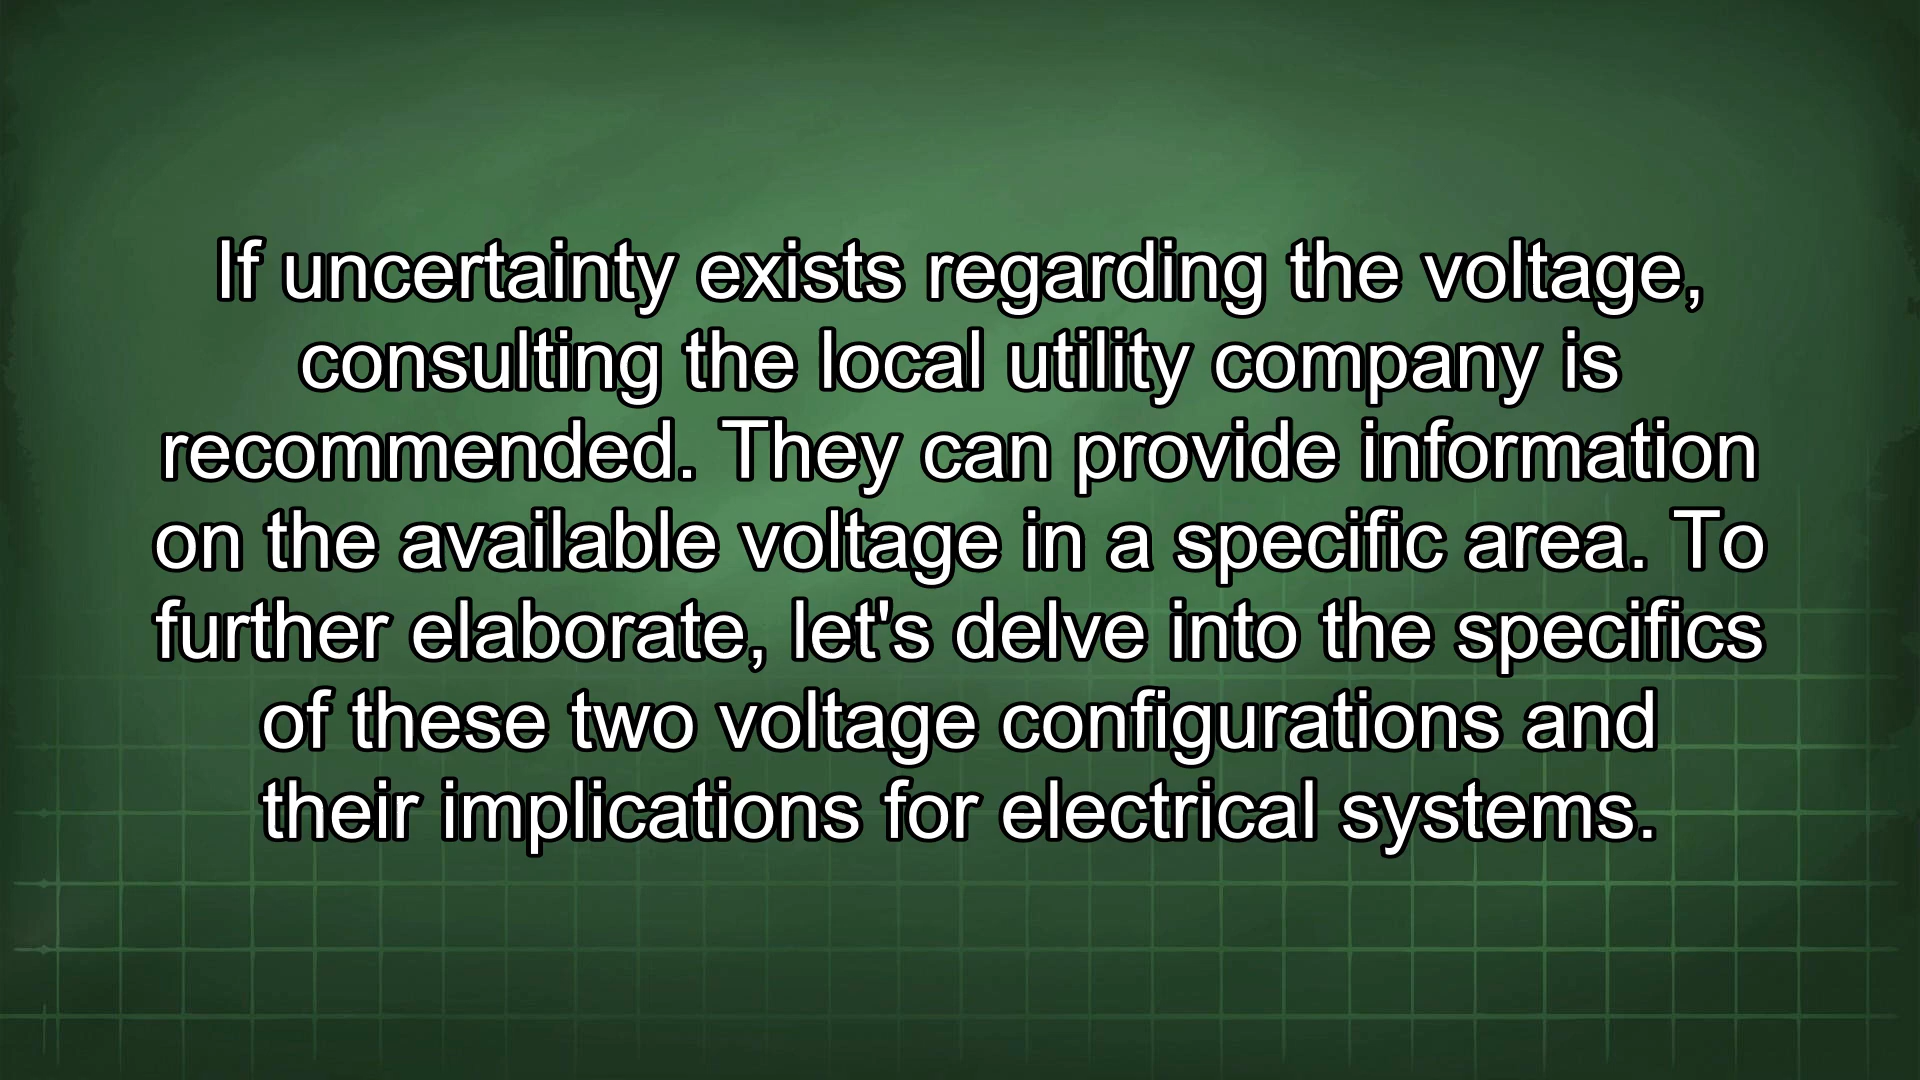 If uncertainty exists regarding the voltage,
consulting the local utility company is
recommended. They can provide information
on the available voltage in a specific area. To
further elaborate, let's delve into the specifics
of these two voltage configurations and
their implications for electrical systems.